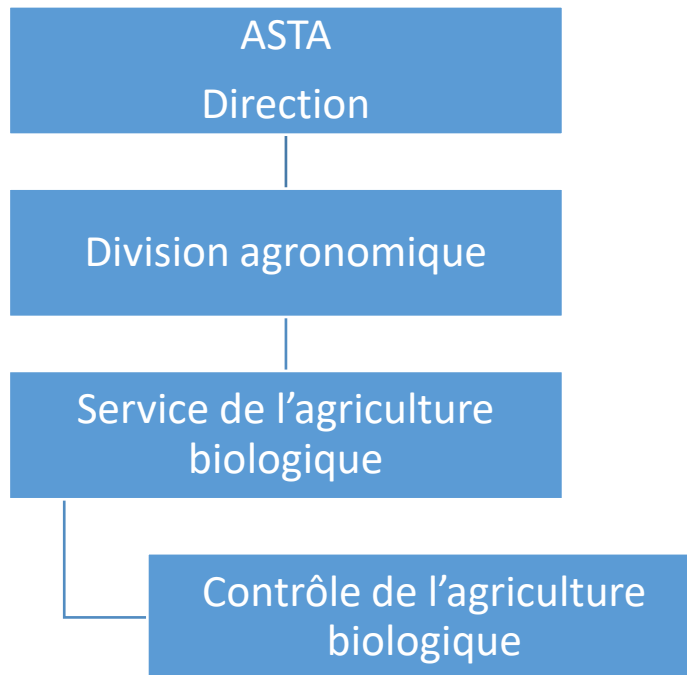 ASTA
Direction
Division agronomique
Service de l’agriculture
biologique
Contrôle de l’agriculture
biologique